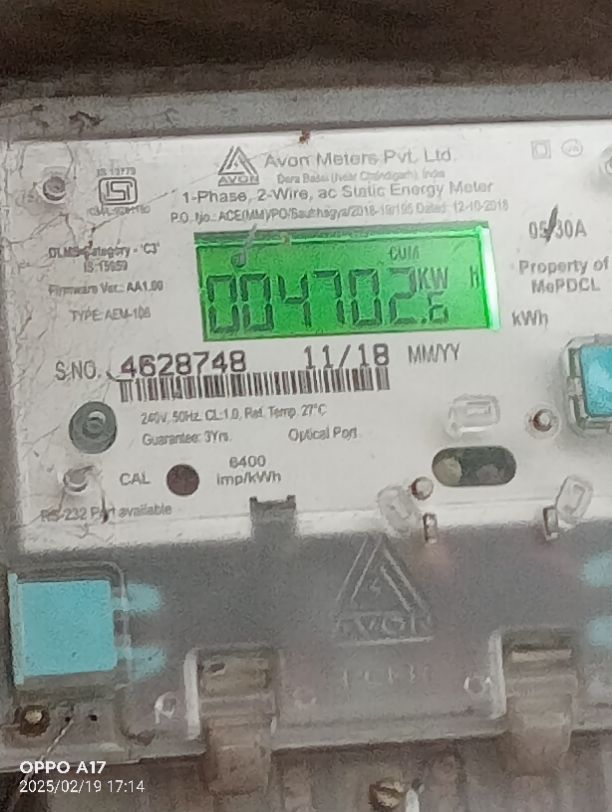 IS 13779
AVON
Avon Meters Pvt. Ltd.
Dera Bassi (Near Chandigarh), India
1-Phase, 2-Wire, ac Static Energy Meter
P.O. No.: ACE(MM)/PO/Saubhagya/2018-19/195 Dated: 12-10-2018
DLMS Category - 'C3'
IS:15959
Firmware Ver.: AA1.00
TYPE: AEM-106
CUM
004702.6 KW H
05/30A
Property of
MePDCL
kWh
S.NO. 4628748 11/18 MM/YY
240V, 50Hz, CL:1.0, Ref. Temp. 27°C
Guarantee: 3Yrs. Optical Port
CAL 6400
imp/kWh
RS-232 Port available
AVON
OPPO A17
2025/02/19 17:14